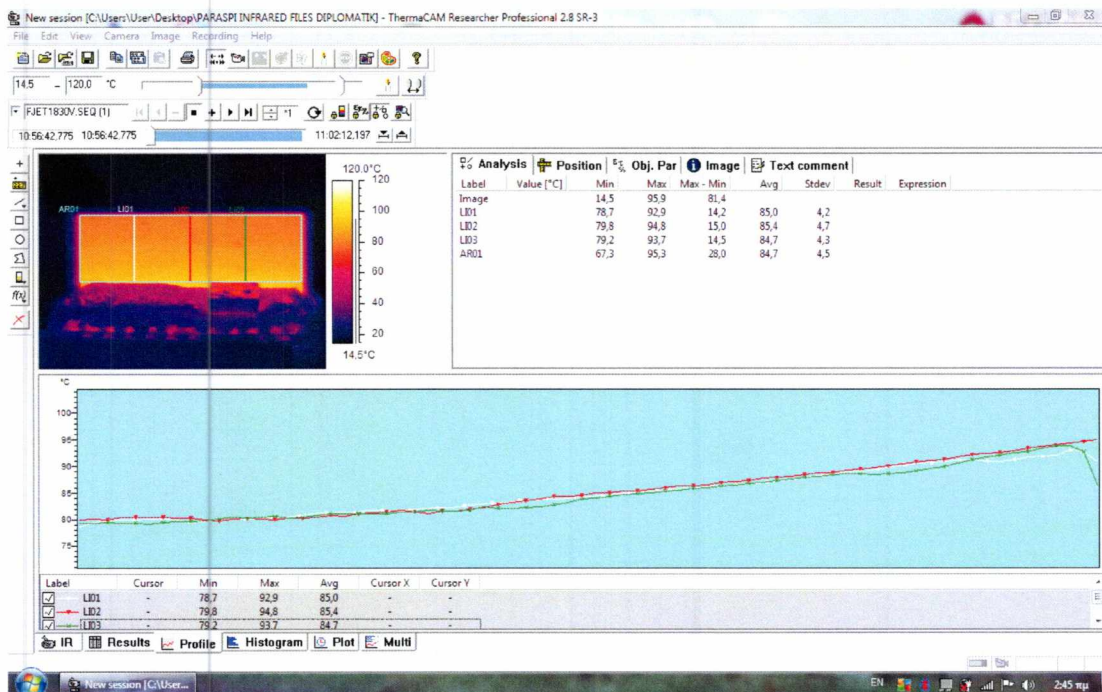 New session [C:\Users\User\Desktop\PARASPI INFRARED FILES DIPLOMATIK] - ThermaCAM Researcher Professional 2.8 SR-3
File Edit View Camera Image Recording Help
14,5 - 120,0 °C
FJET1830V.SEQ (1)
10:56:42,775 10:56:42,775 11:02:12,197
AR01 LI01 LI02 LI03
120.0°C
120
100
80
60
40
20
14.5°C
Analysis Position Obj. Par Image Text comment
Label Value [°C] Min Max Max - Min Avg Stdev Result Expression
Image 14,5 95,9 81,4
LI01 78,7 92,9 14,2 85,0 4,2
LI02 79,8 94,8 15,0 85,4 4,7
LI03 79,2 93,7 14,5 84,7 4,3
AR01 67,3 95,3 28,0 84,7 4,5
f(x)
°C
100
95
90
85
80
75
Label Cursor Min Max Avg Cursor X Cursor Y
LI01 - 78,7 92,9 85,0 - -
LI02 - 79,8 94,8 85,4 - -
LI03 - 79,2 93,7 84,7 - -
IR Results Profile Histogram Plot Multi
New session [C:\User...
EN 2:45 πμ